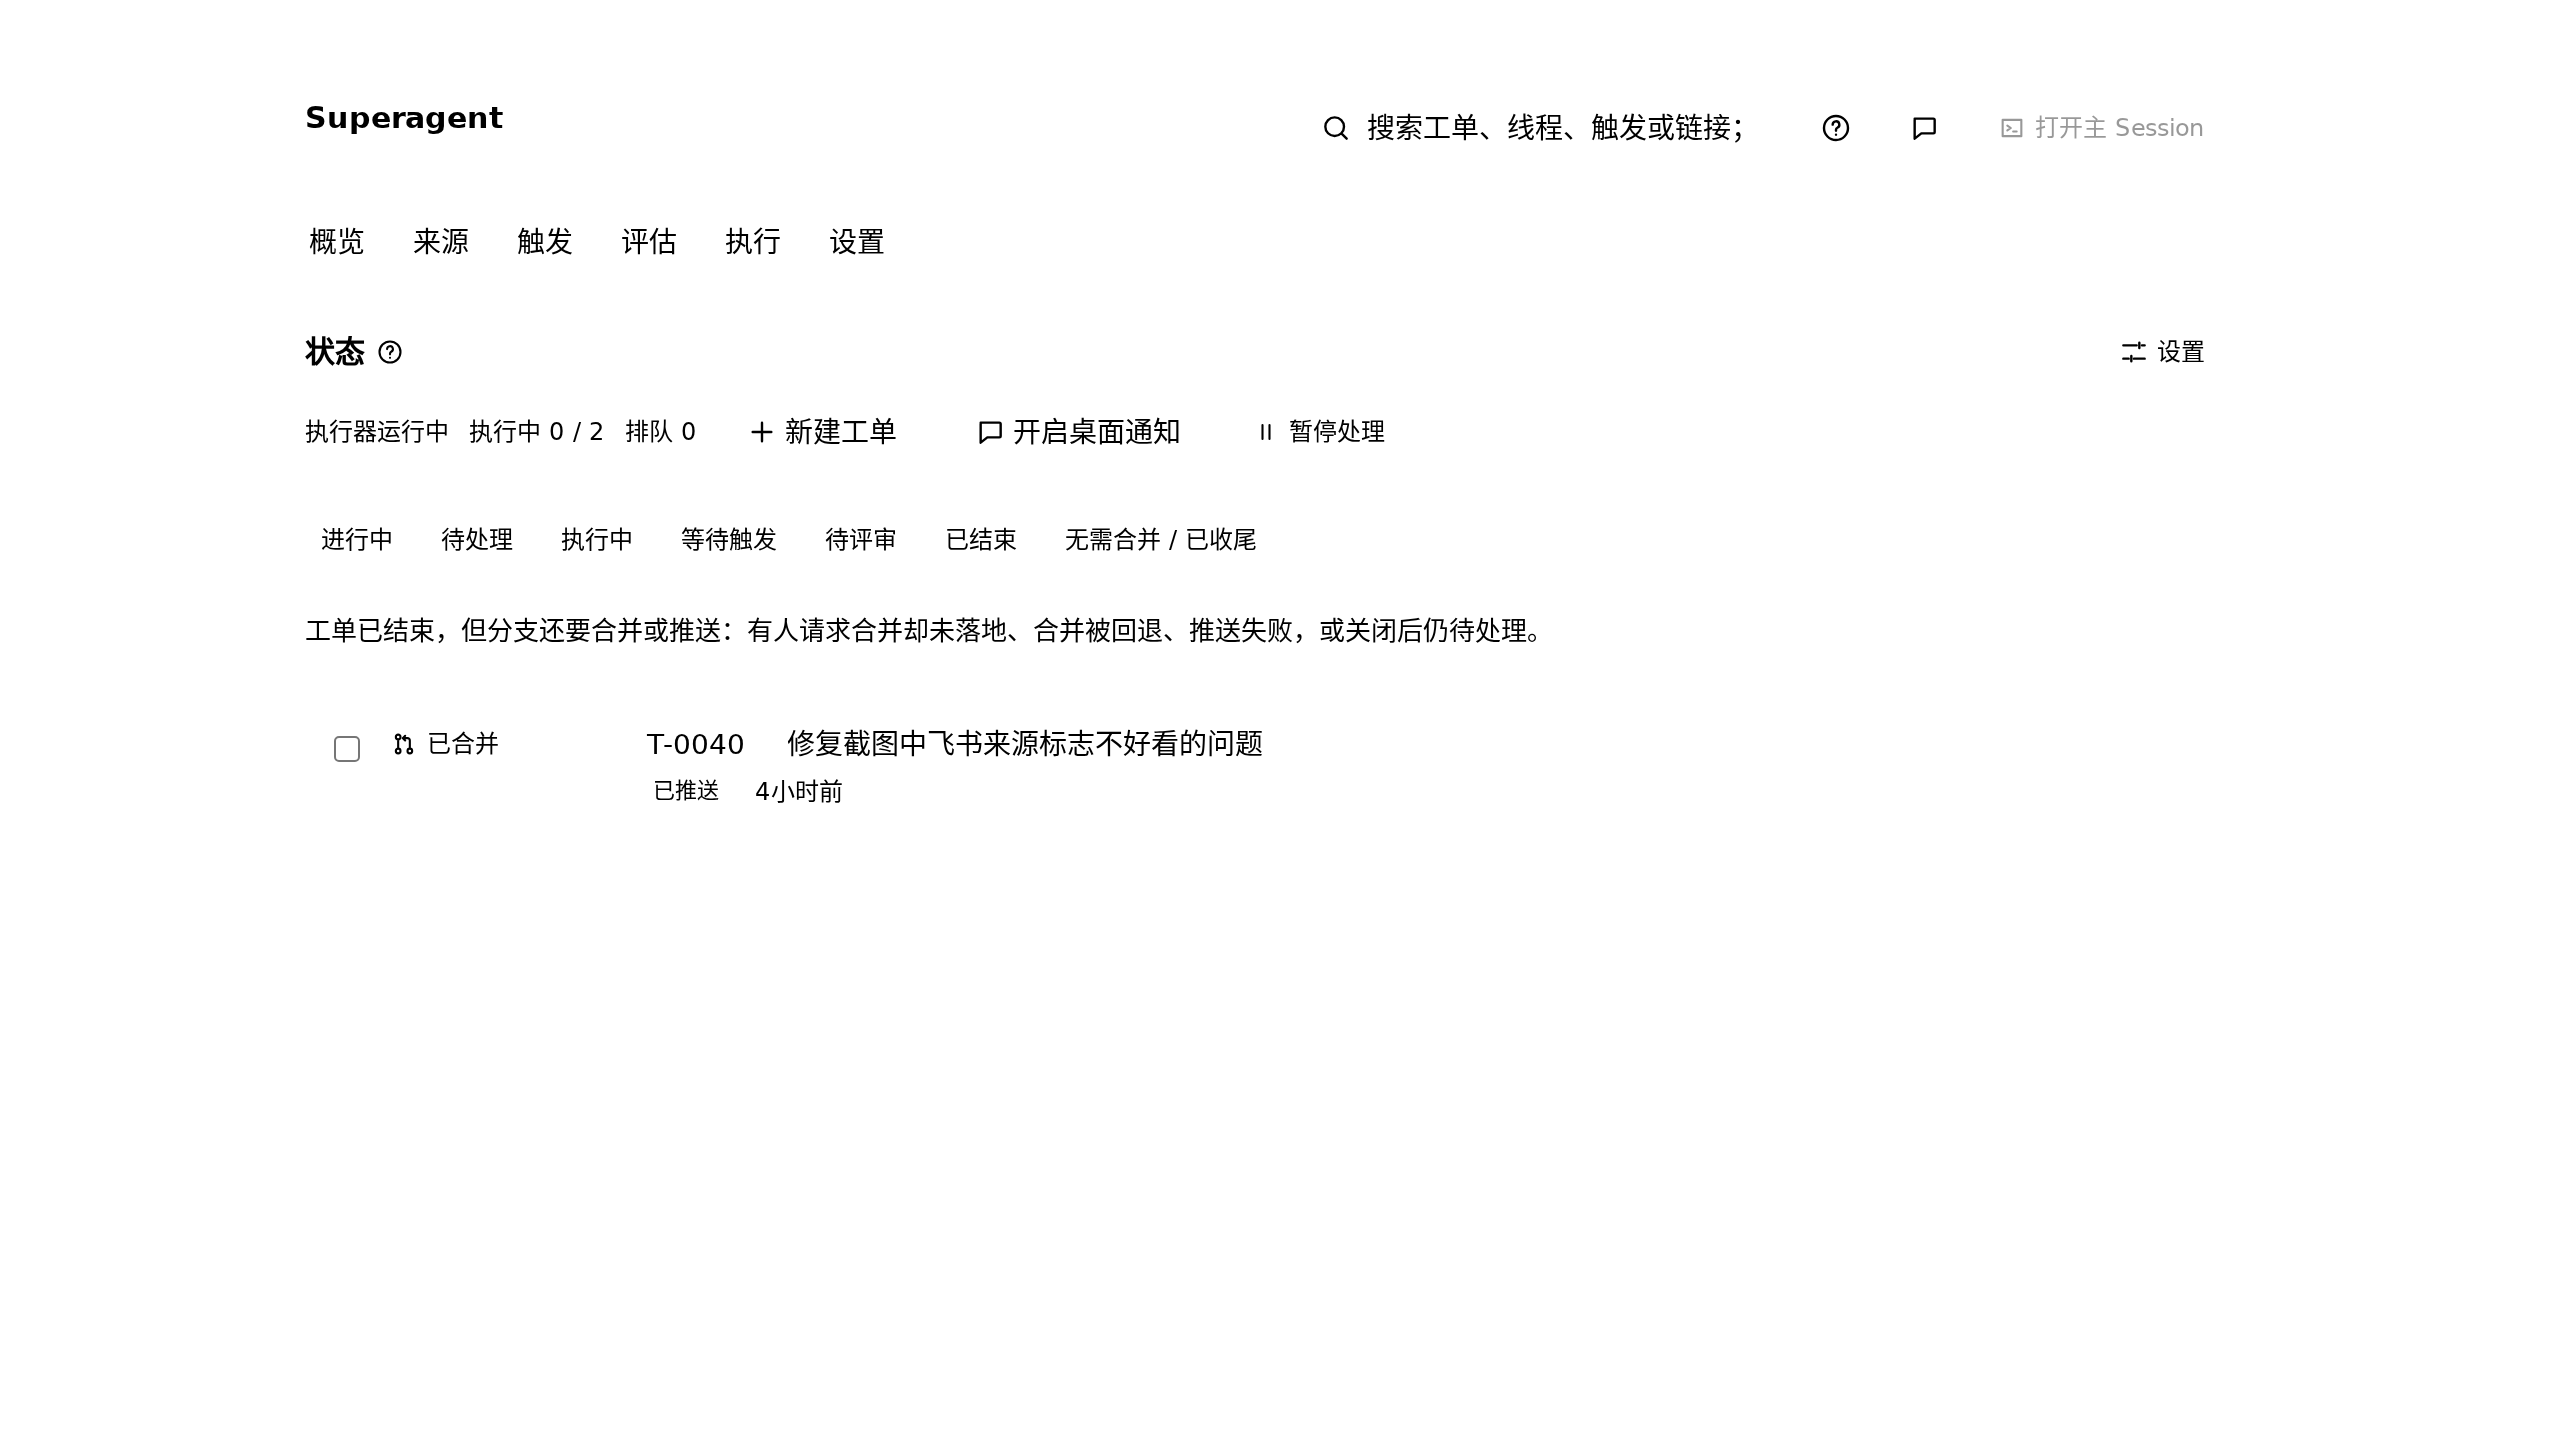 Superagent
搜索工单、线程、触发或链接；
打开主 Session
概览 来源 触发 评估 执行 设置
状态
设置
执行器运行中 执行中 0 / 2 排队 0 新建工单 开启桌面通知 暂停处理
进行中 待处理 执行中 等待触发 待评审 已结束 无需合并 / 已收尾
工单已结束，但分支还要合并或推送：有人请求合并却未落地、合并被回退、推送失败，或关闭后仍待处理。
已合并 T-0040 修复截图中飞书来源标志不好看的问题
已推送 4小时前